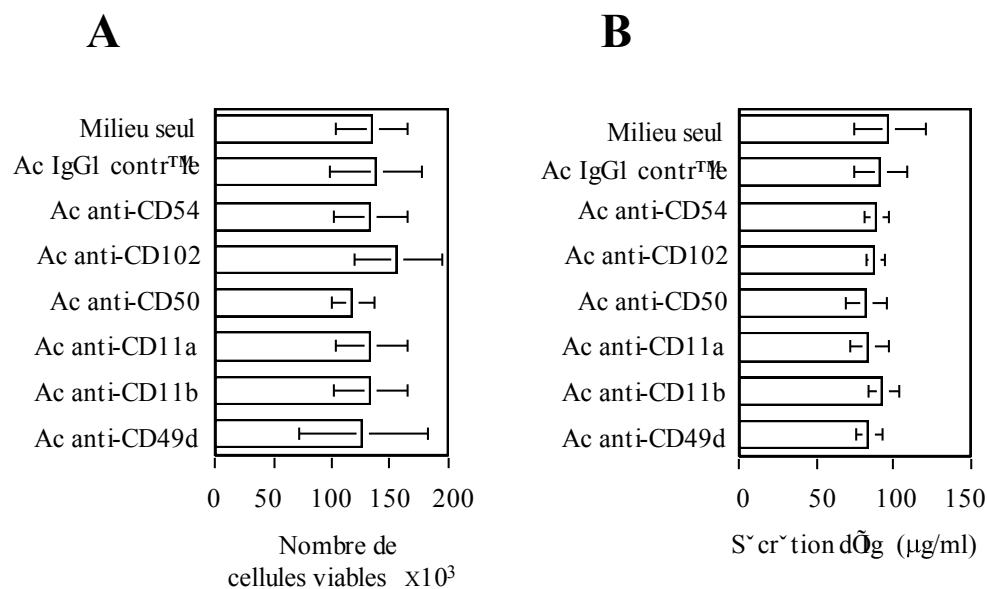 A
Milieu seul
Ac IgG1 contr™le
Ac anti-CD54
Ac anti-CD102
Ac anti-CD50
Ac anti-CD11a
Ac anti-CD11b
Ac anti-CD49d
0 50 100 150 200
Nombre de
cellules viables x10³
B
Milieu seul
Ac IgG1 contr™le
Ac anti-CD54
Ac anti-CD102
Ac anti-CD50
Ac anti-CD11a
Ac anti-CD11b
Ac anti-CD49d
0 50 100 150
Sˇcrˇtion dÕIg (µg/ml)